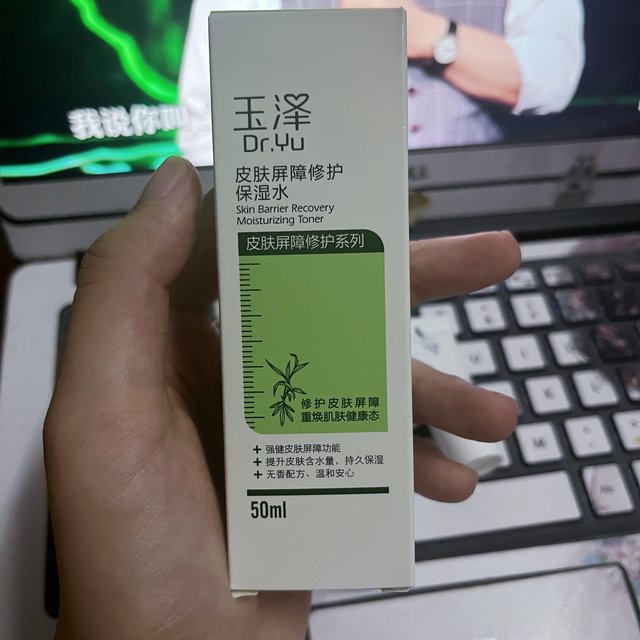 我说你叫
玉泽
Dr.Yu
皮肤屏障修护
保湿水
Skin Barrier Recovery
Moisturizing Toner
皮肤屏障修护系列
修护皮肤屏障
重焕肌肤健康态
+ 强健皮肤屏障功能
+ 提升皮肤含水量，持久保湿
+ 无香配方、温和安心
50ml